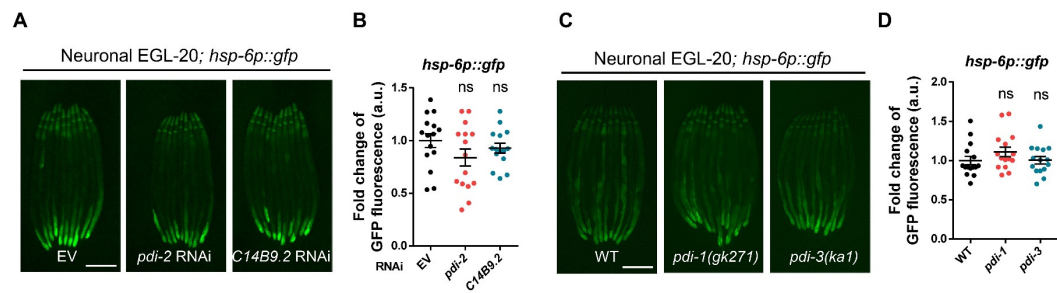 A
Neuronal EGL-20; hsp-6p::gfp
EV
pdi-2 RNAi
C14B9.2 RNAi
B
hsp-6p::gfp
ns
ns
Fold change of
GFP fluorescence (a.u.)
1.5
1.0
0.5
0.0
RNAi
EV
pdi-2
C14B9.2
C
Neuronal EGL-20; hsp-6p::gfp
WT
pdi-1(gk271)
pdi-3(ka1)
D
hsp-6p::gfp
ns
ns
Fold change of
GFP fluorescence (a.u.)
2.0
1.5
1.0
0.5
0.0
WT
pdi-1
pdi-3